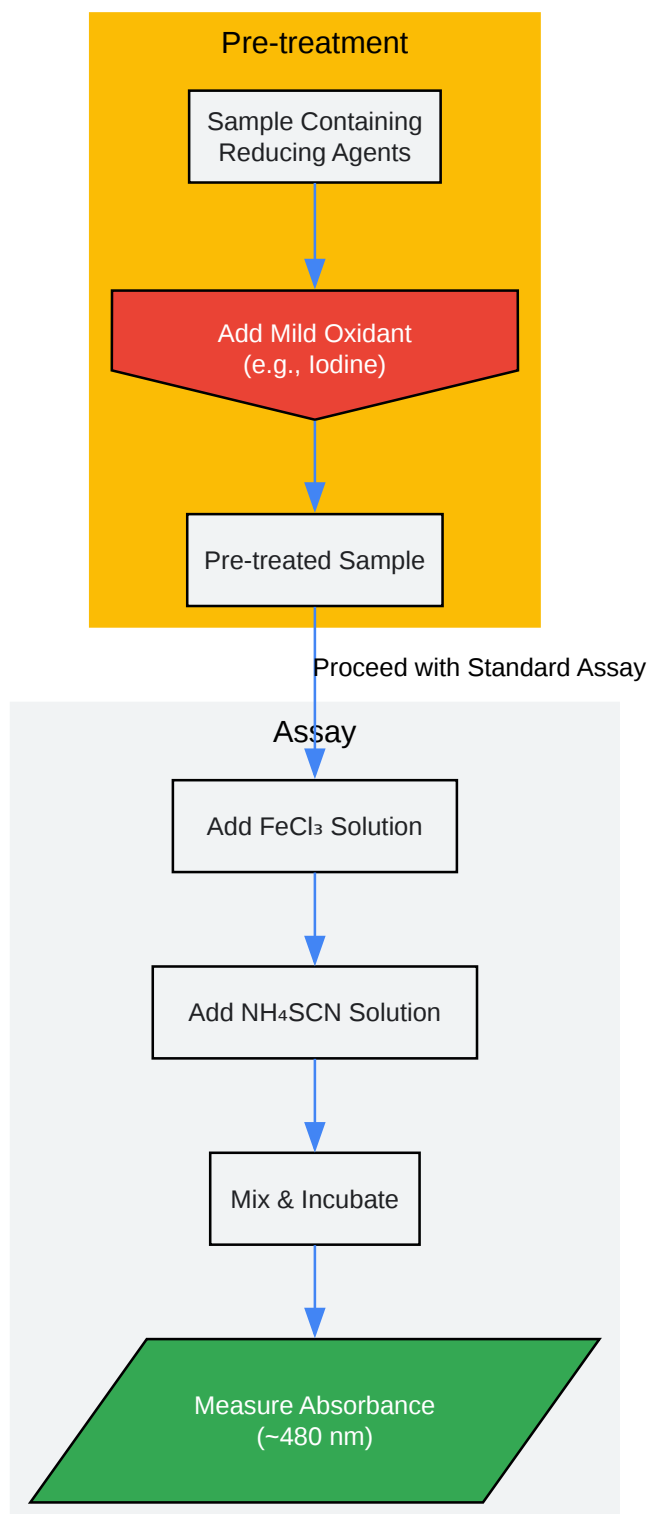 Pre-treatment
Sample Containing
Reducing Agents
Add Mild Oxidant
(e.g., Iodine)
Pre-treated Sample
Proceed with Standard Assay
Assay
Add FeCl₃ Solution
Add NH₄SCN Solution
Mix & Incubate
Measure Absorbance
(~480 nm)